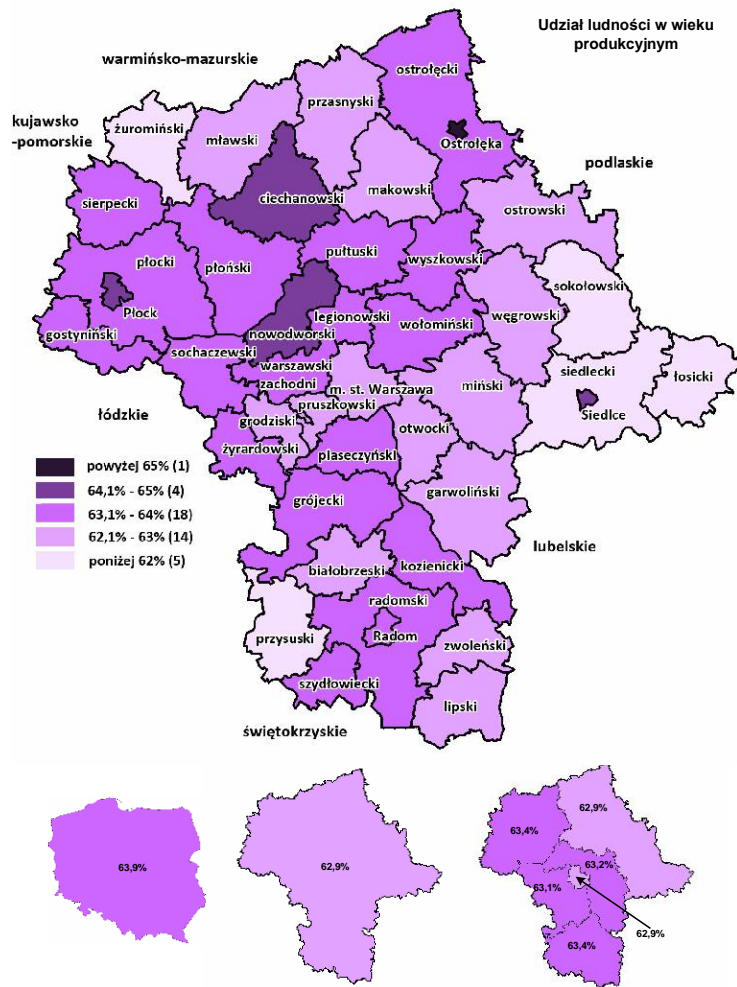 Udział ludności w wieku
produkcyjnym
warmińsko-mazurskie
ostrołęcki
przasnyski
kujawsko
-pomorskie
żuromiński
mławski
Ostrołęka
podlaskie
sierpecki
ciechanowski
makowski
ostrowski
płocki
płoński
pułtuski
wyszkowski
sokołowski
Płock
legionowski
wołomiński
węgrowski
gostyniński
nowodworski
sochaczewski
warszawski
zachodni
m. st. Warszawa
miński
siedlecki
łosicki
Siedlce
pruszkowski
łódzkie
grodziski
otwocki
żyrardowski
piaseczyński
powyżej 65% (1)
64,1% - 65% (4)
63,1% - 64% (18)
62,1% - 63% (14)
poniżej 62% (5)
grójecki
garwoliński
lubelskie
białobrzeski
kozienicki
radomski
przysuski
Radom
zwoleński
szydłowiecki
lipski
świętokrzyskie
63,9%
62,9%
62,9%
63,4%
63,2%
63,1%
62,9%
63,4%